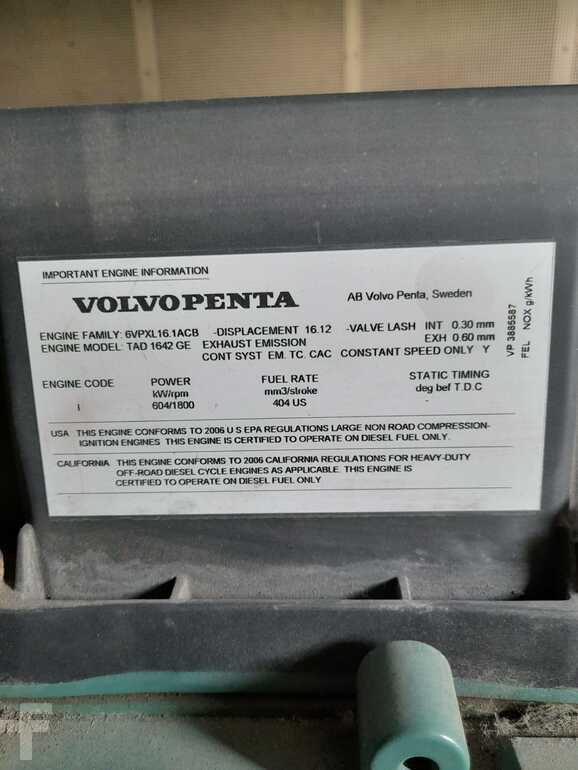 IMPORTANT ENGINE INFORMATION
VOLVO PENTA
AB Volvo Penta, Sweden
ENGINE FAMILY: 6VPXL16.1ACB -DISPLACEMENT 16.12 -VALVE LASH INT 0.30 mm
ENGINE MODEL: TAD 1642 GE EXHAUST EMISSION EXH 0.60 mm
CONT SYST EM. TC. CAC CONSTANT SPEED ONLY Y
ENGINE CODE POWER FUEL RATE STATIC TIMING
kW/rpm mm3/stroke deg bef T.D.C
I 604/1800 404 US
USA THIS ENGINE CONFORMS TO 2006 U S EPA REGULATIONS LARGE NON ROAD COMPRESSION-
IGNITION ENGINES THIS ENGINE IS CERTIFIED TO OPERATE ON DIESEL FUEL ONLY.
CALIFORNIA THIS ENGINE CONFORMS TO 2006 CALIFORNIA REGULATIONS FOR HEAVY-DUTY
OFF-ROAD DIESEL CYCLE ENGINES AS APPLICABLE. THIS ENGINE IS
CERTIFIED TO OPERATE ON DIESEL FUEL ONLY
VP 3885587
FEL NOX g/kWh
F